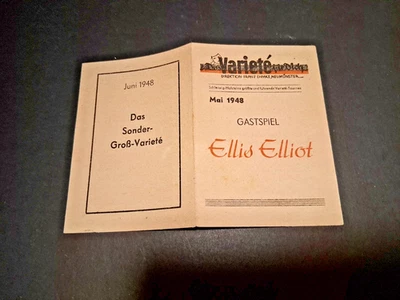 Juni 1948
Das
Sonder-
Groß-Varieté
Varieté
Mai 1948
GASTSPIEL
Ellis Elliot